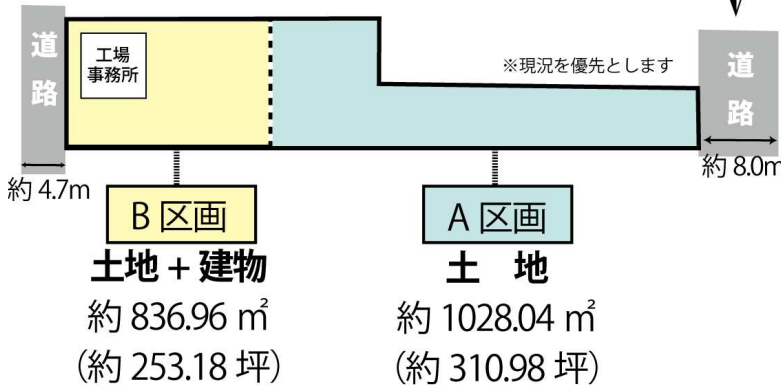 道路
工場
事務所
※現況を優先とします
道路
約 4.7m
約 8.0m
B 区画
土地 + 建物
約 836.96 ㎡
(約 253.18 坪)
A 区画
土 地
約 1028.04 ㎡
(約 310.98 坪)